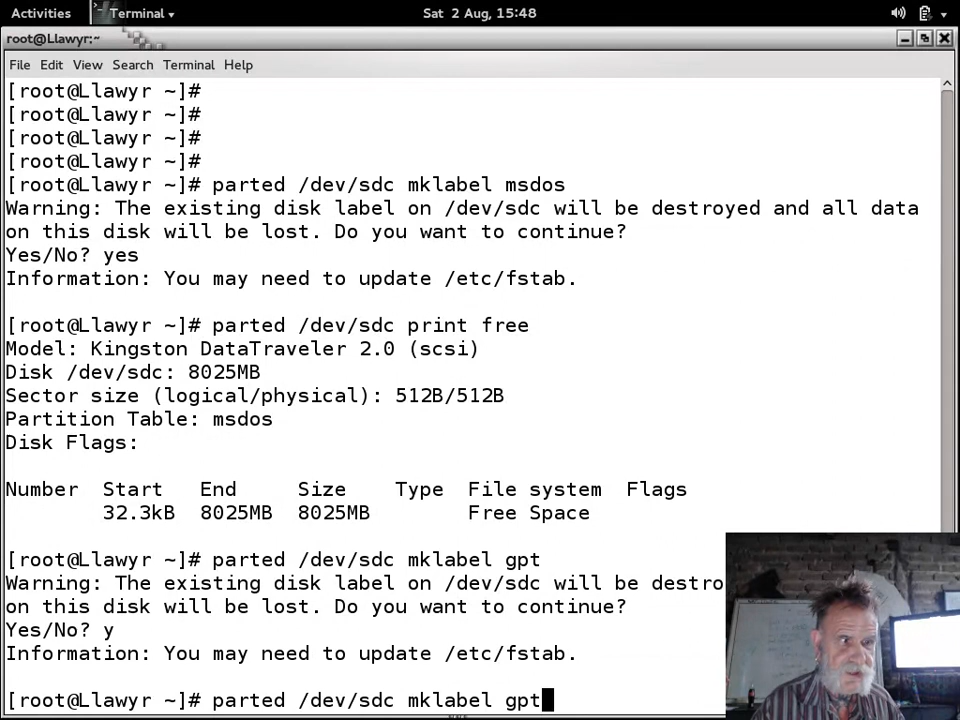 Activities Terminal Sat 2 Aug, 15:48
root@Llawyr:~
File Edit View Search Terminal Help
[root@Llawyr ~]#
[root@Llawyr ~]#
[root@Llawyr ~]#
[root@Llawyr ~]#
[root@Llawyr ~]# parted /dev/sdc mklabel msdos
Warning: The existing disk label on /dev/sdc will be destroyed and all data
on this disk will be lost. Do you want to continue?
Yes/No? yes
Information: You may need to update /etc/fstab.
[root@Llawyr ~]# parted /dev/sdc print free
Model: Kingston DataTraveler 2.0 (scsi)
Disk /dev/sdc: 8025MB
Sector size (logical/physical): 512B/512B
Partition Table: msdos
Disk Flags:
Number Start End Size Type File system Flags
32.3kB 8025MB 8025MB Free Space
[root@Llawyr ~]# parted /dev/sdc mklabel gpt
Warning: The existing disk label on /dev/sdc will be destro
on this disk will be lost. Do you want to continue?
Yes/No? y
Information: You may need to update /etc/fstab.
[root@Llawyr ~]# parted /dev/sdc mklabel gpt